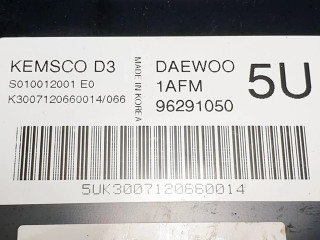 KEMSCO D3
S010012001 E0
K3007120660014/066
MADE IN KOREA
DAEWOO
1AFM
96291050
5U
5UK3007120660014